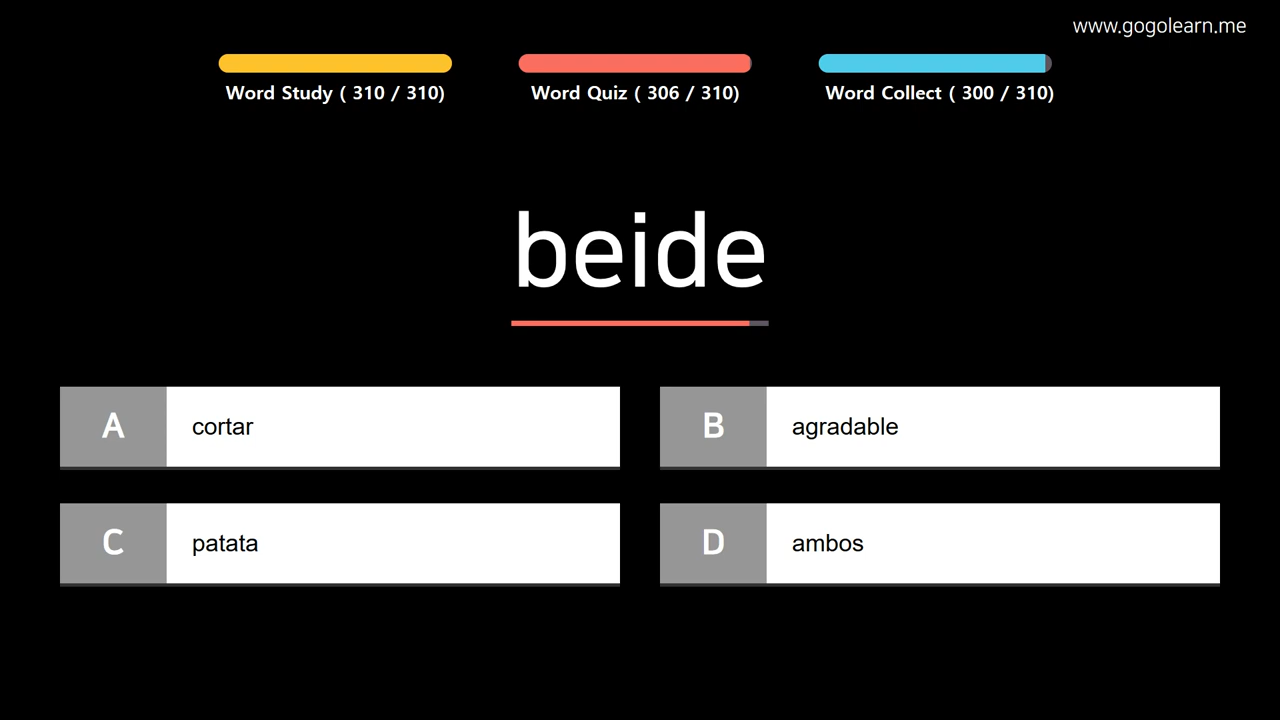 www.gogolearn.me
Word Study ( 310 / 310)
Word Quiz ( 306 / 310)
Word Collect ( 300 / 310)
beide
A cortar
B agradable
C patata
D ambos